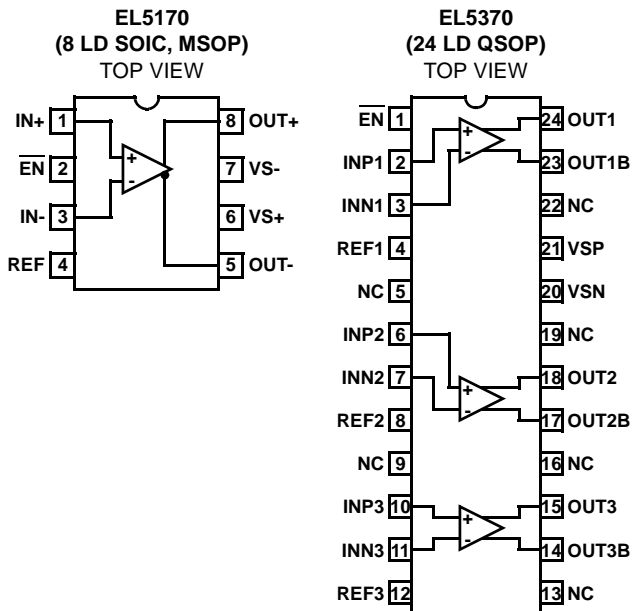 EL5170
(8 LD SOIC, MSOP)
TOP VIEW
IN+ 1
8 OUT+
EN 2
7 VS-
IN- 3
6 VS+
REF 4
5 OUT-
+
-
EL5370
(24 LD QSOP)
TOP VIEW
EN 1
24 OUT1
INP1 2
23 OUT1B
INN1 3
22 NC
REF1 4
21 VSP
NC 5
20 VSN
INP2 6
19 NC
INN2 7
18 OUT2
REF2 8
17 OUT2B
NC 9
16 NC
INP3 10
15 OUT3
INN3 11
14 OUT3B
REF3 12
13 NC
+
-
+
-
+
-